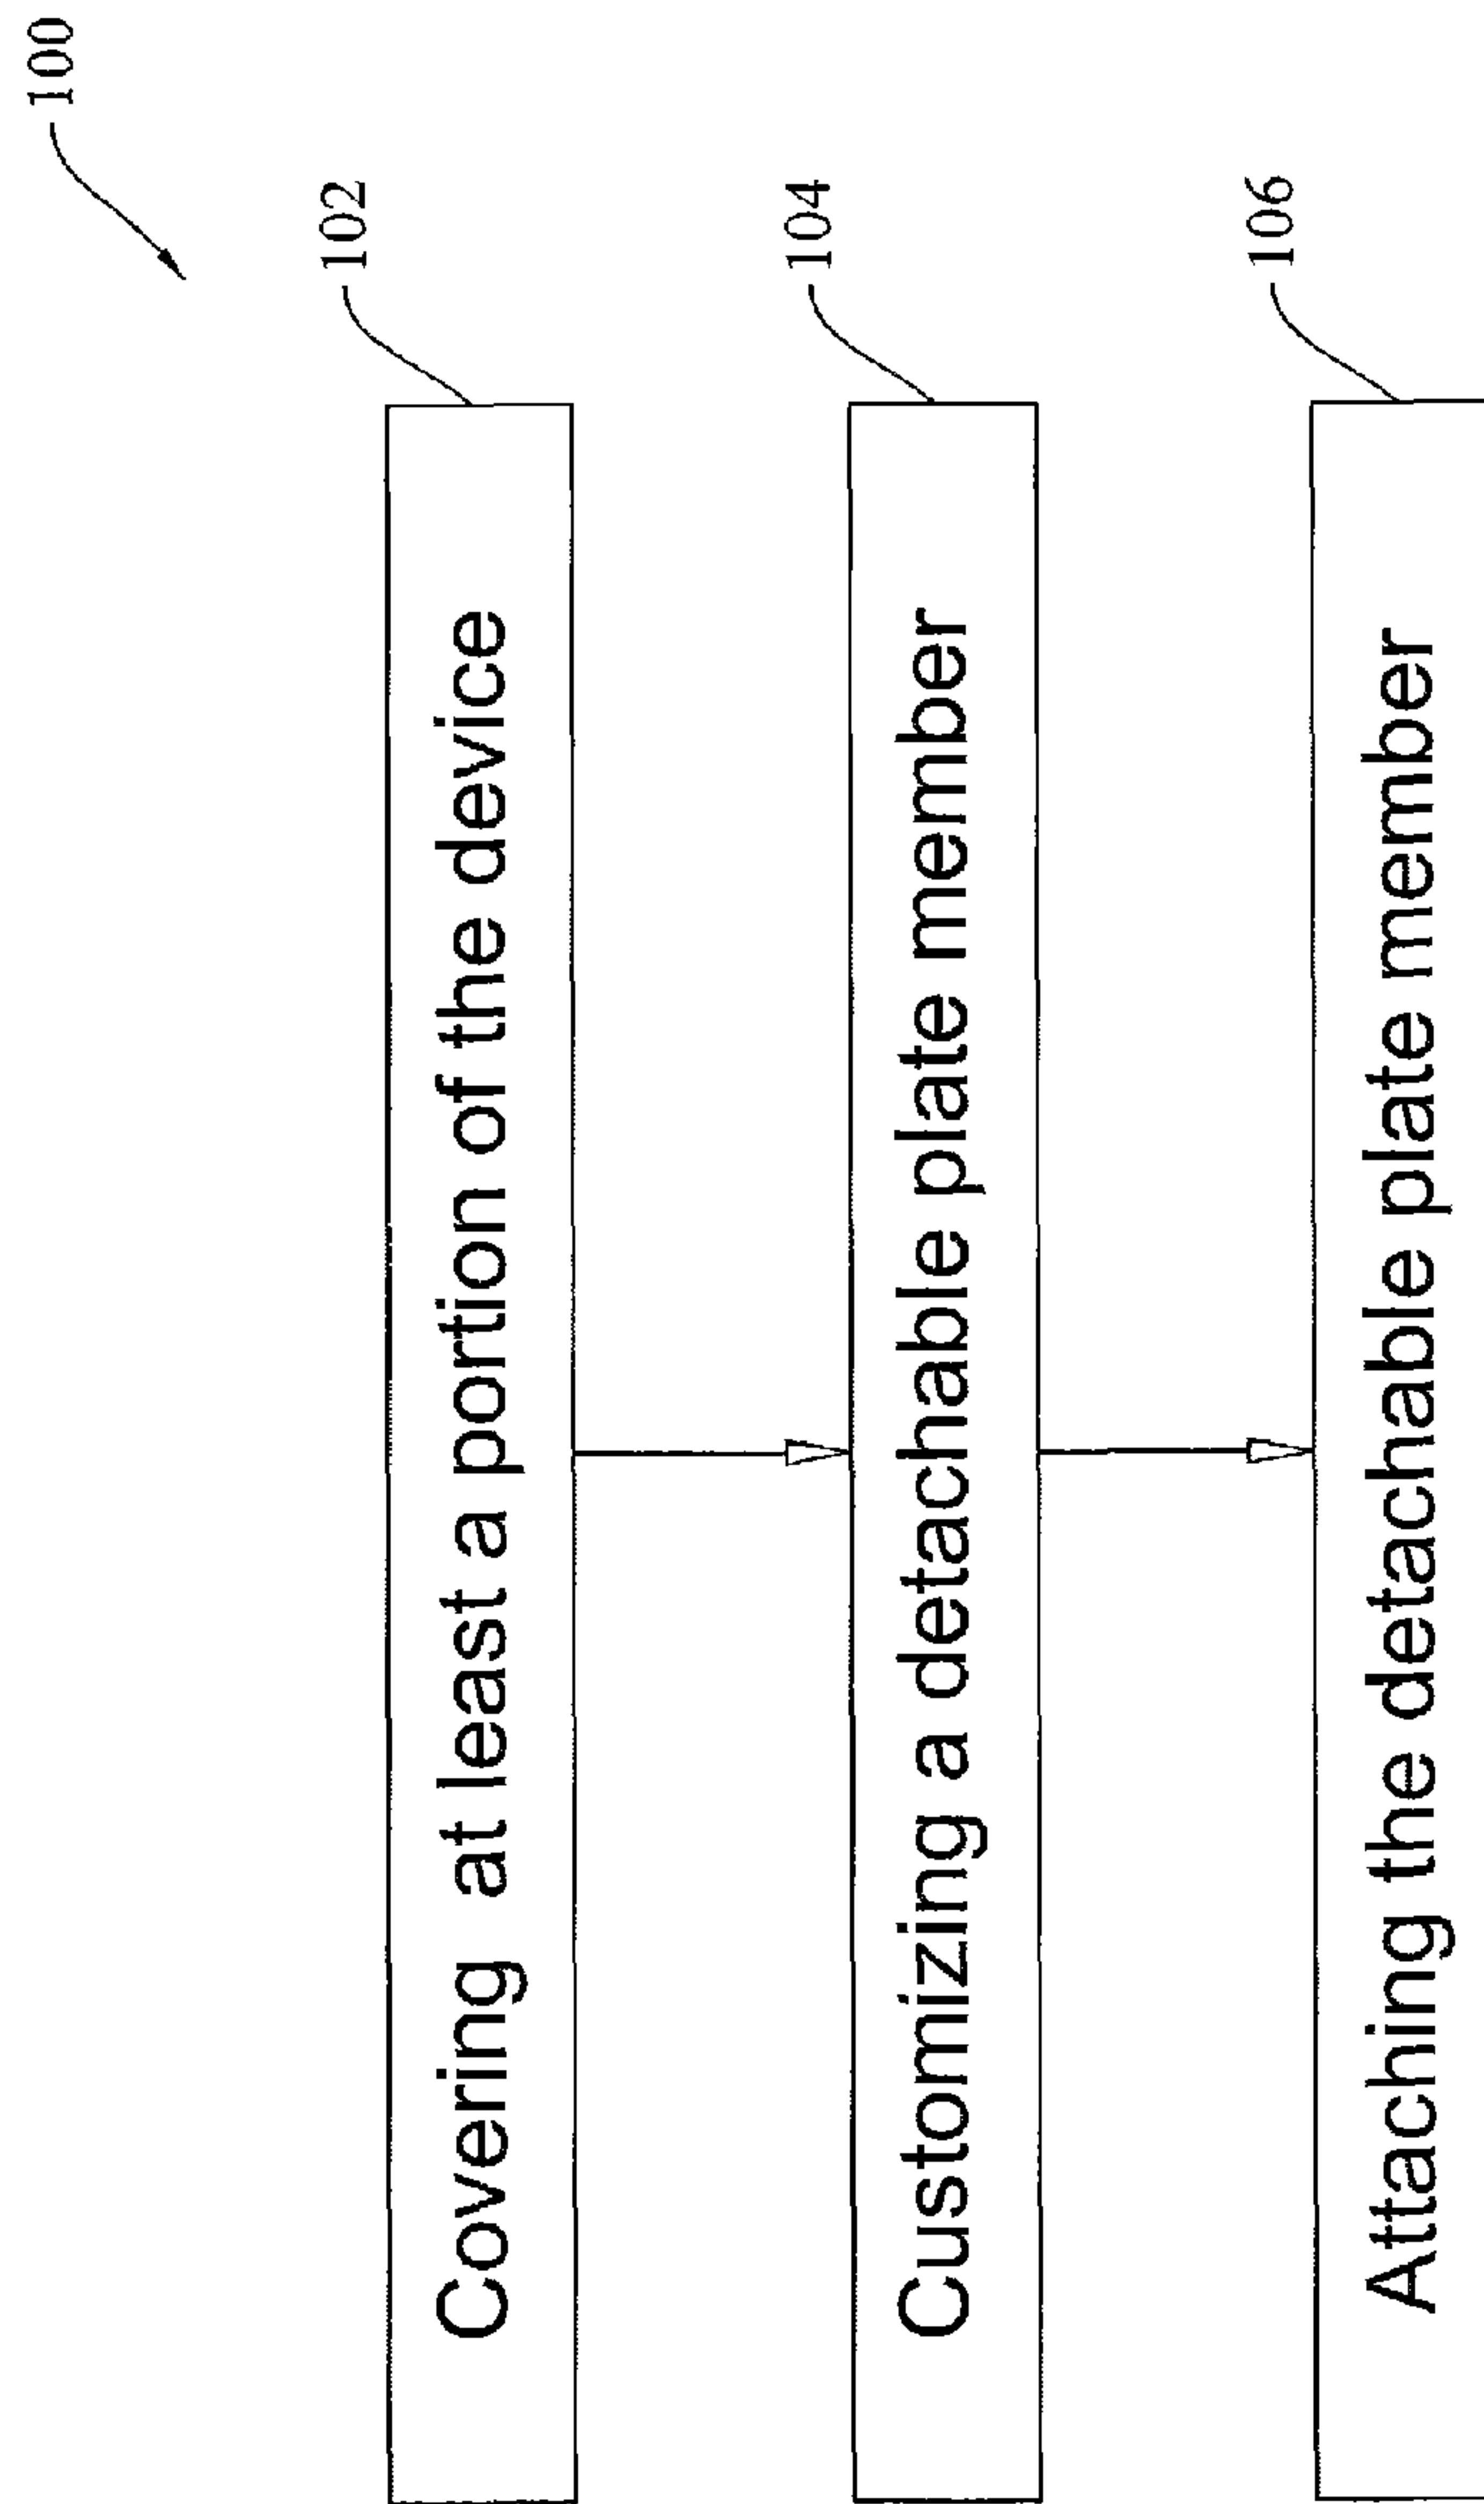 100
102
Covering at least a portion of the device
104
Customizing a detachable plate member
106
Attaching the detachable plate member